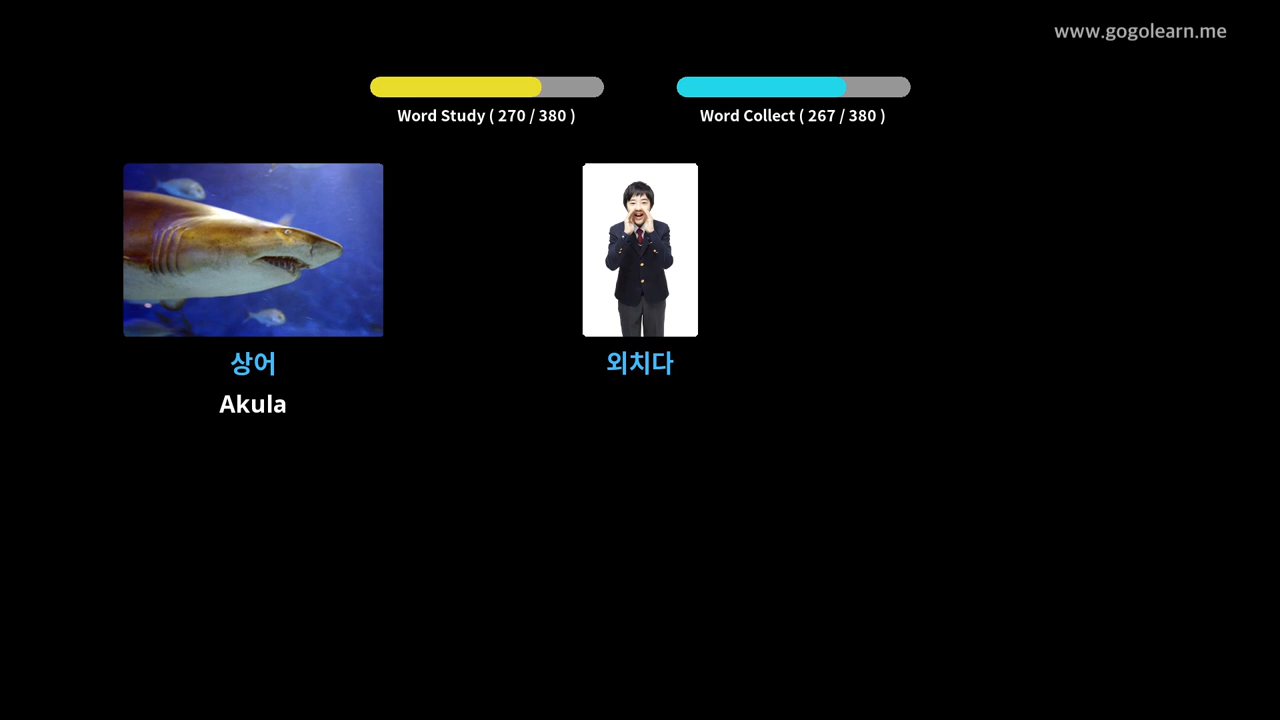 www.gogolearn.me
Word Study ( 270 / 380 )
Word Collect ( 267 / 380 )
상어
외치다
Akula